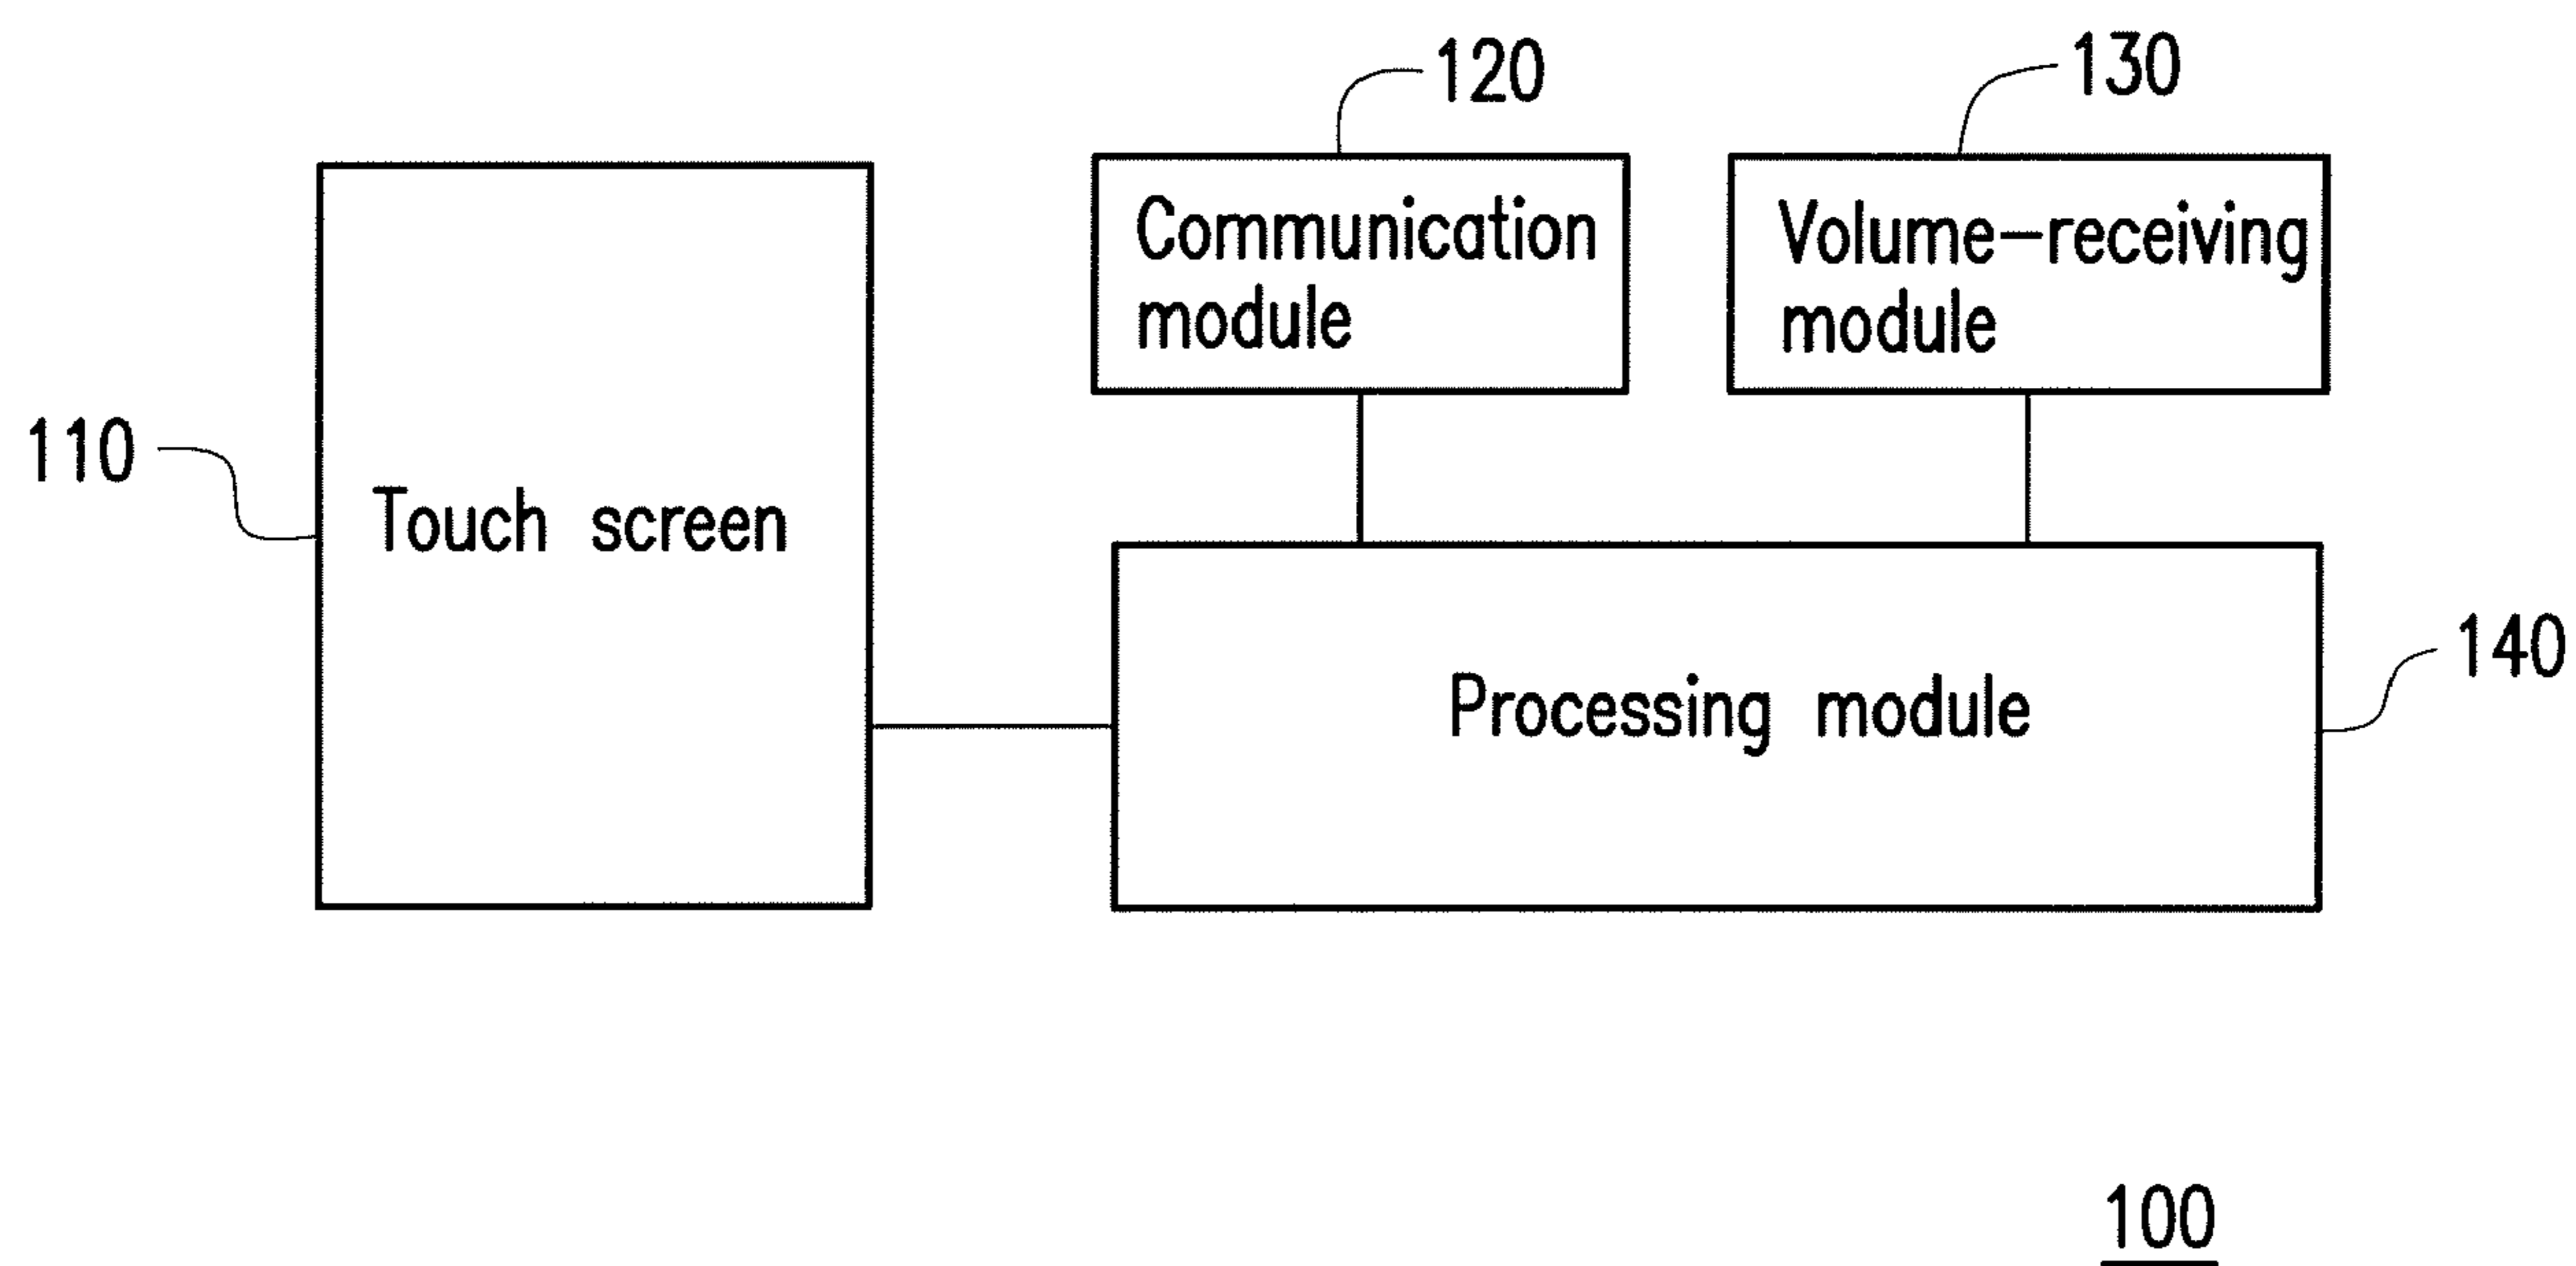 120
130
Communication
module
Volume-receiving
module
110
Touch screen
Processing module
140
100